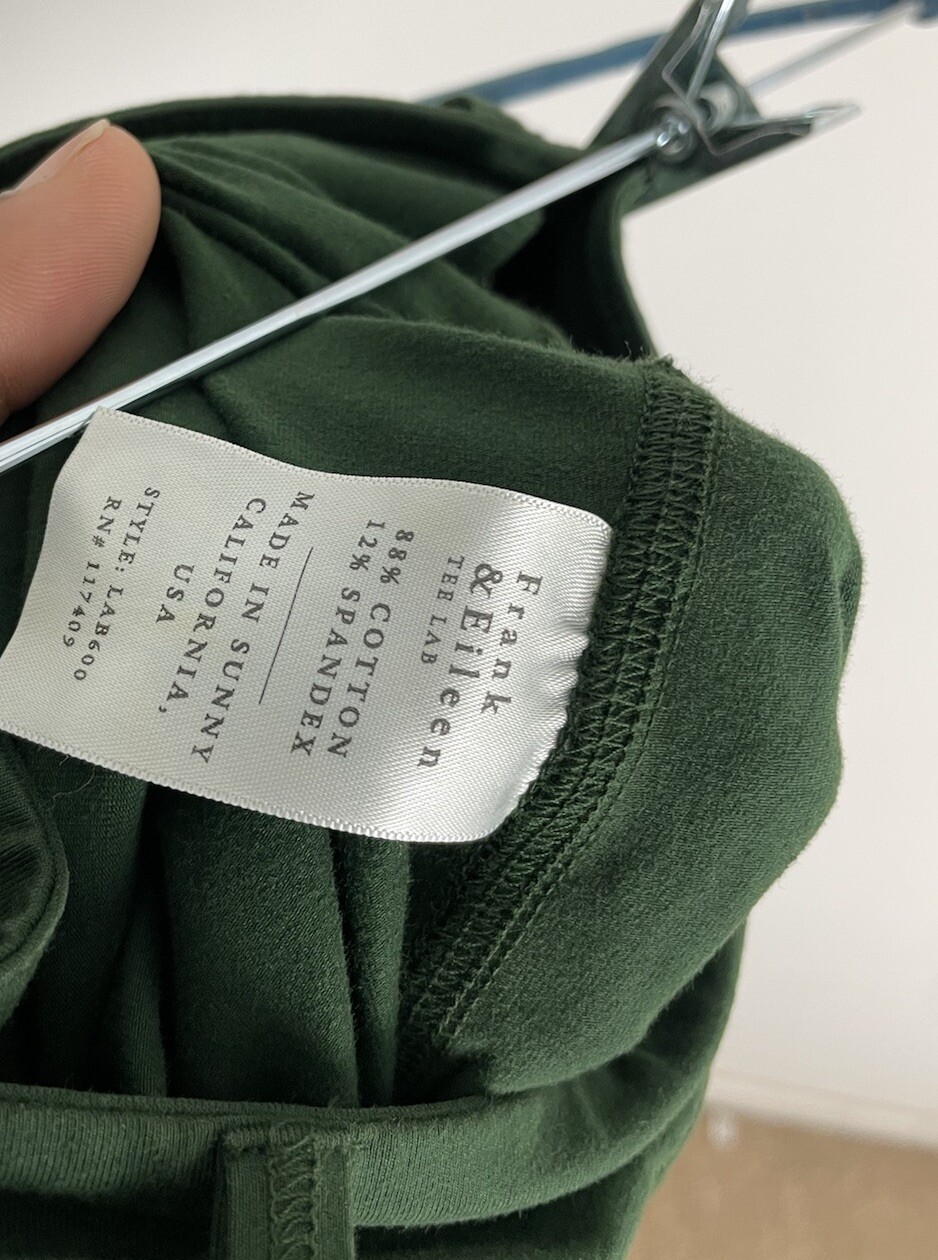 Frank
& Eileen
TEE LAB
88% COTTON
12% SPANDEX
MADE IN SUNNY
CALIFORNIA,
USA
STYLE: LAB600
RN# 117409